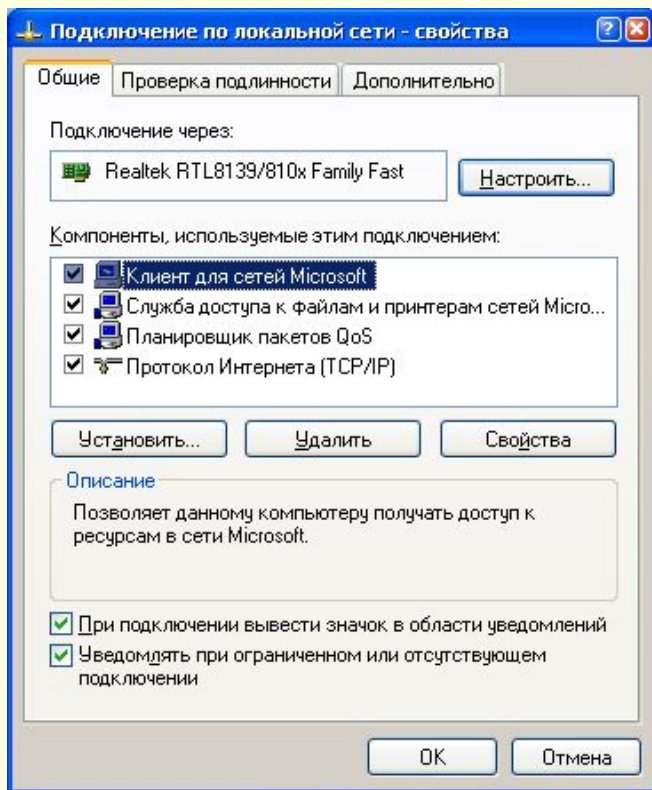 Подключение по локальной сети - свойства
Общие
Проверка подлинности
Дополнительно
Подключение через:
Realtek RTL8139/810x Family Fast
Настроить...
Компоненты, используемые этим подключением:
Клиент для сетей Microsoft
Служба доступа к файлам и принтерам сетей Micro...
Планировщик пакетов QoS
Протокол Интернета (TCP/IP)
Установить...
Удалить
Свойства
Описание
Позволяет данному компьютеру получать доступ к
ресурсам в сети Microsoft.
При подключении вывести значок в области уведомлений
Уведомлять при ограниченном или отсутствующем
подключении
OK
Отмена